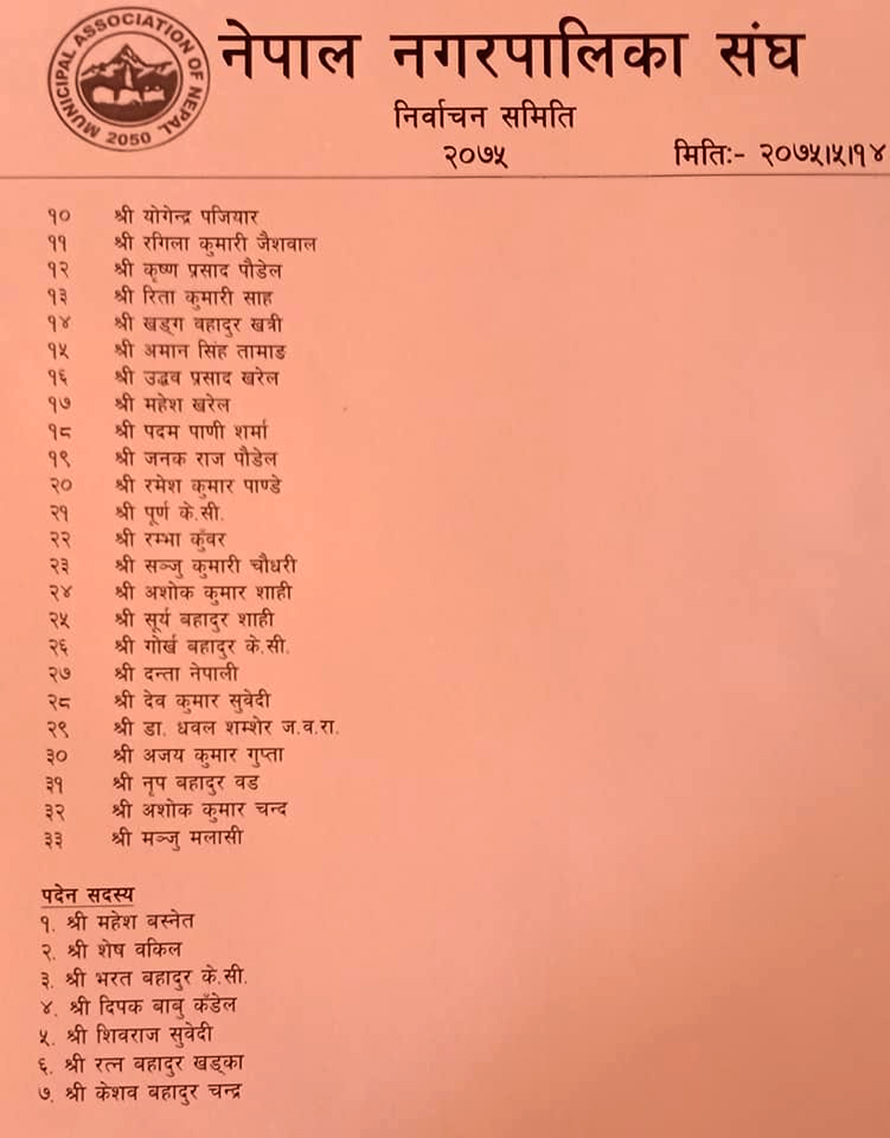 MUNICIPAL ASSOCIATION OF NEPAL
2050
नेपाल नगरपालिका संघ
निर्वाचन समिति
२०७५
मिति:- २०७५।५।१४
१० श्री योगेन्द्र पजियार
११ श्री रगिला कुमारी जैशवाल
१२ श्री कृष्ण प्रसाद पौडेल
१३ श्री रिता कुमारी साह
१४ श्री खड्ग वहादुर खत्री
१५ श्री अमान सिंह तामाङ
१६ श्री उद्धव प्रसाद खरेल
१७ श्री महेश खरेल
१८ श्री पदम पाणी शर्मा
१९ श्री जनक राज पौडेल
२० श्री रमेश कुमार पाण्डे
२१ श्री पूर्ण के.सी.
२२ श्री रम्भा कुँवर
२३ श्री सञ्जु कुमारी चौधरी
२४ श्री अशोक कुमार शाही
२५ श्री सूर्य बहादुर शाही
२६ श्री गोर्ख बहादुर के.सी.
२७ श्री दन्ता नेपाली
२८ श्री देव कुमार सुवेदी
२९ श्री डा. धवल शम्शेर ज.व.रा.
३० श्री अजय कुमार गुप्ता
३१ श्री नृप बहादुर वड
३२ श्री अशोक कुमार चन्द
३३ श्री मञ्जु मलासी
पदेन सदस्य
१. श्री महेश बस्नेत
२. श्री शेष वकिल
३. श्री भरत बहादुर के.सी.
४. श्री दिपक बाबु कँडेल
५. श्री शिवराज सुवेदी
६. श्री रत्न बहादुर खड्का
७. श्री केशव बहादुर चन्द्र